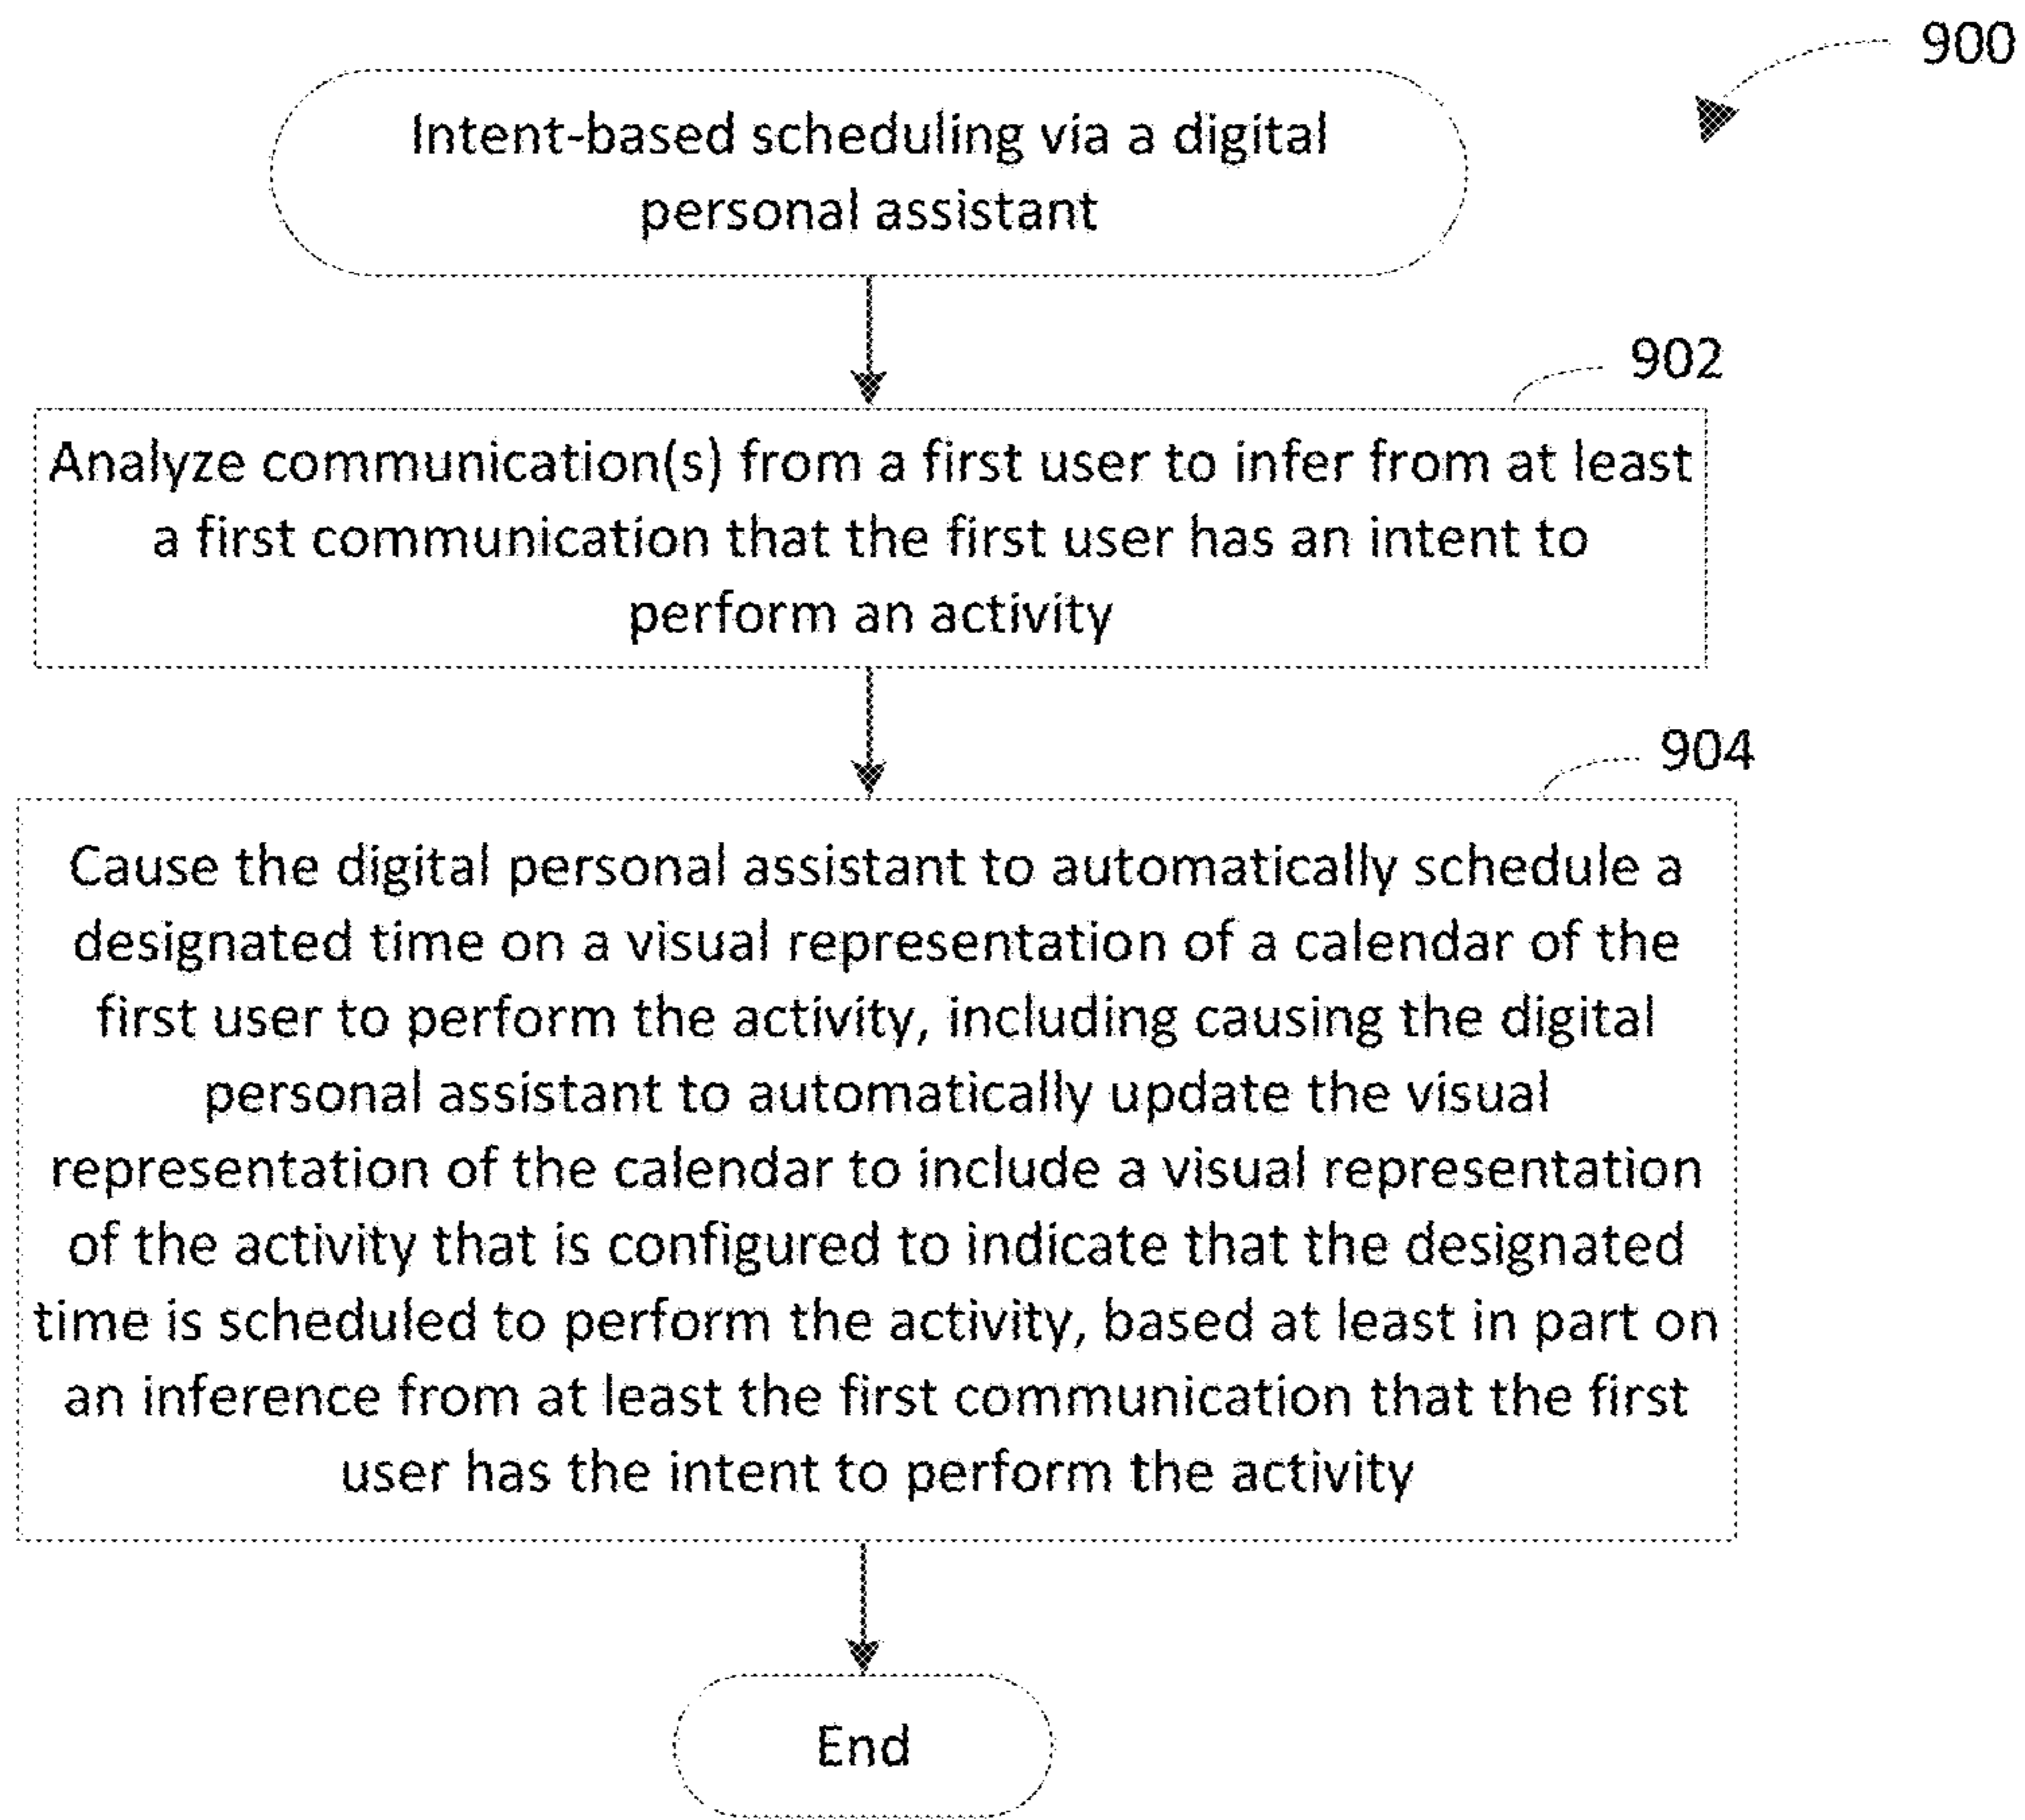 900
Intent-based scheduling via a digital
personal assistant
902
Analyze communication(s) from a first user to infer from at least
a first communication that the first user has an intent to
perform an activity
904
Cause the digital personal assistant to automatically schedule a
designated time on a visual representation of a calendar of the
first user to perform the activity, including causing the digital
personal assistant to automatically update the visual
representation of the calendar to include a visual representation
of the activity that is configured to indicate that the designated
time is scheduled to perform the activity, based at least in part on
an inference from at least the first communication that the first
user has the intent to perform the activity
End